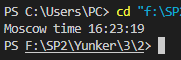 PS C:\Users\PC> cd "f:\SP
Moscow time 16:23:19
PS F:\SP2\Yunker\3\2>